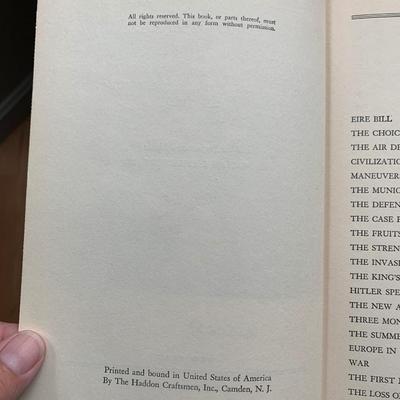 All rights reserved. This book, or parts thereof, must
not be reproduced in any form without permission.
Printed and bound in United States of America
By The Haddon Craftsmen, Inc., Camden, N. J.
EIRE BILL
THE CHOIC
THE AIR DE
CIVILIZATIO
MANEUVER
THE MUNIC
THE DEFEN
THE CASE F
THE FRUITS
THE STREN
THE INVAS
THE KING'S
HITLER SPE
THE NEW A
THREE MON
THE SUMME
EUROPE IN
WAR
THE FIRST
THE LOSS O